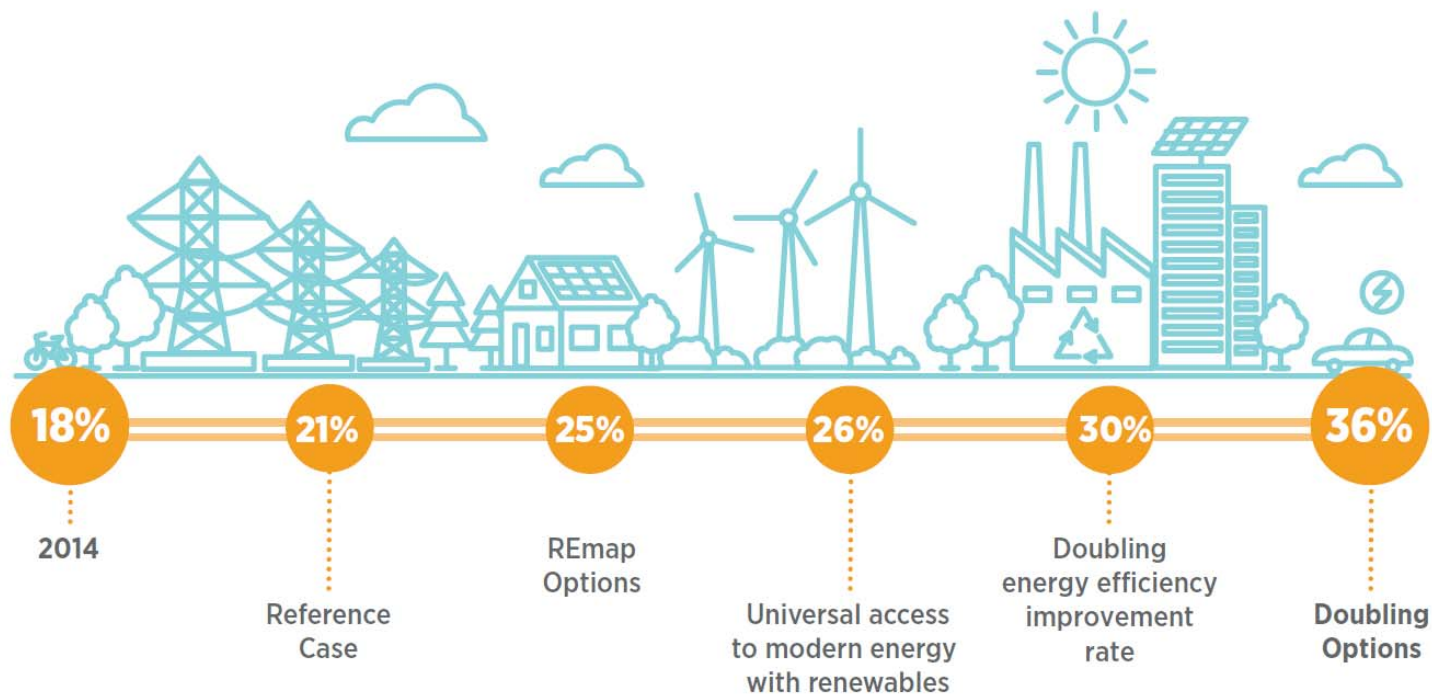 18%
21%
25%
26%
30%
36%
2014
Reference
Case
REmap
Options
Universal access
to modern energy
with renewables
Doubling
energy efficiency
improvement
rate
Doubling
Options